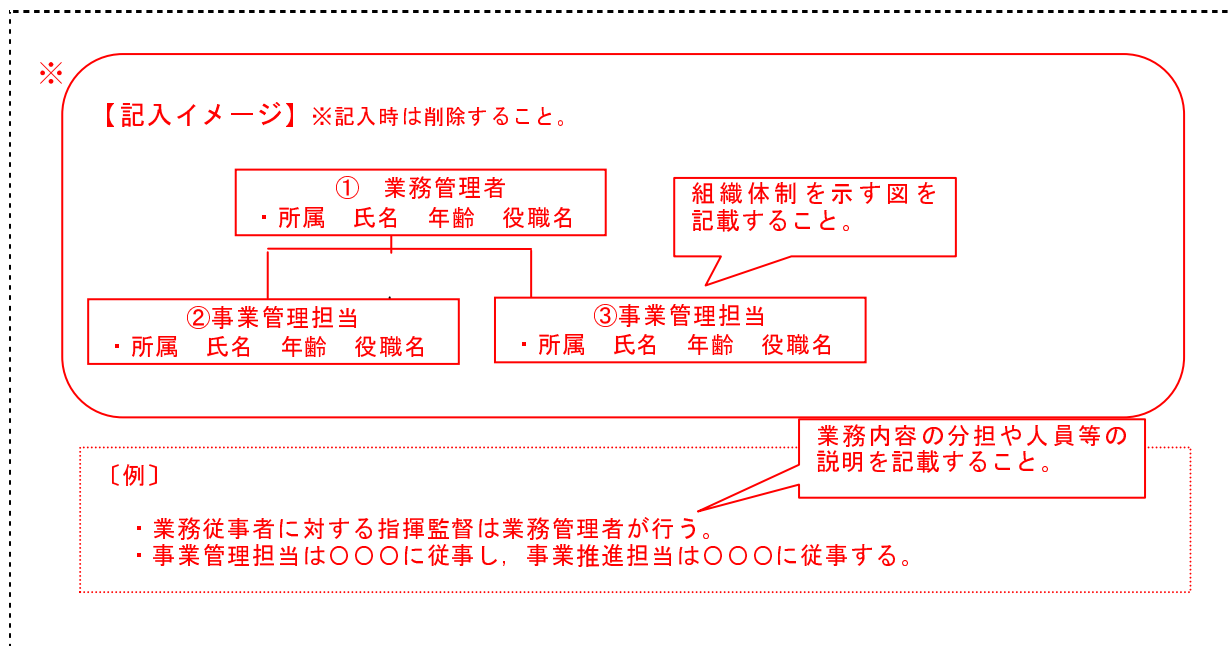 ※
【記入イメージ】※記入時は削除すること。
①　業務管理者
・所属　氏名　年齢　役職名
組織体制を示す図を
記載すること。
②事業管理担当
・所属　氏名　年齢　役職名
③事業管理担当
・所属　氏名　年齢　役職名
業務内容の分担や人員等の
説明を記載すること。
〔例〕
・業務従事者に対する指揮監督は業務管理者が行う。
・事業管理担当は〇〇〇に従事し，事業推進担当は〇〇〇に従事する。